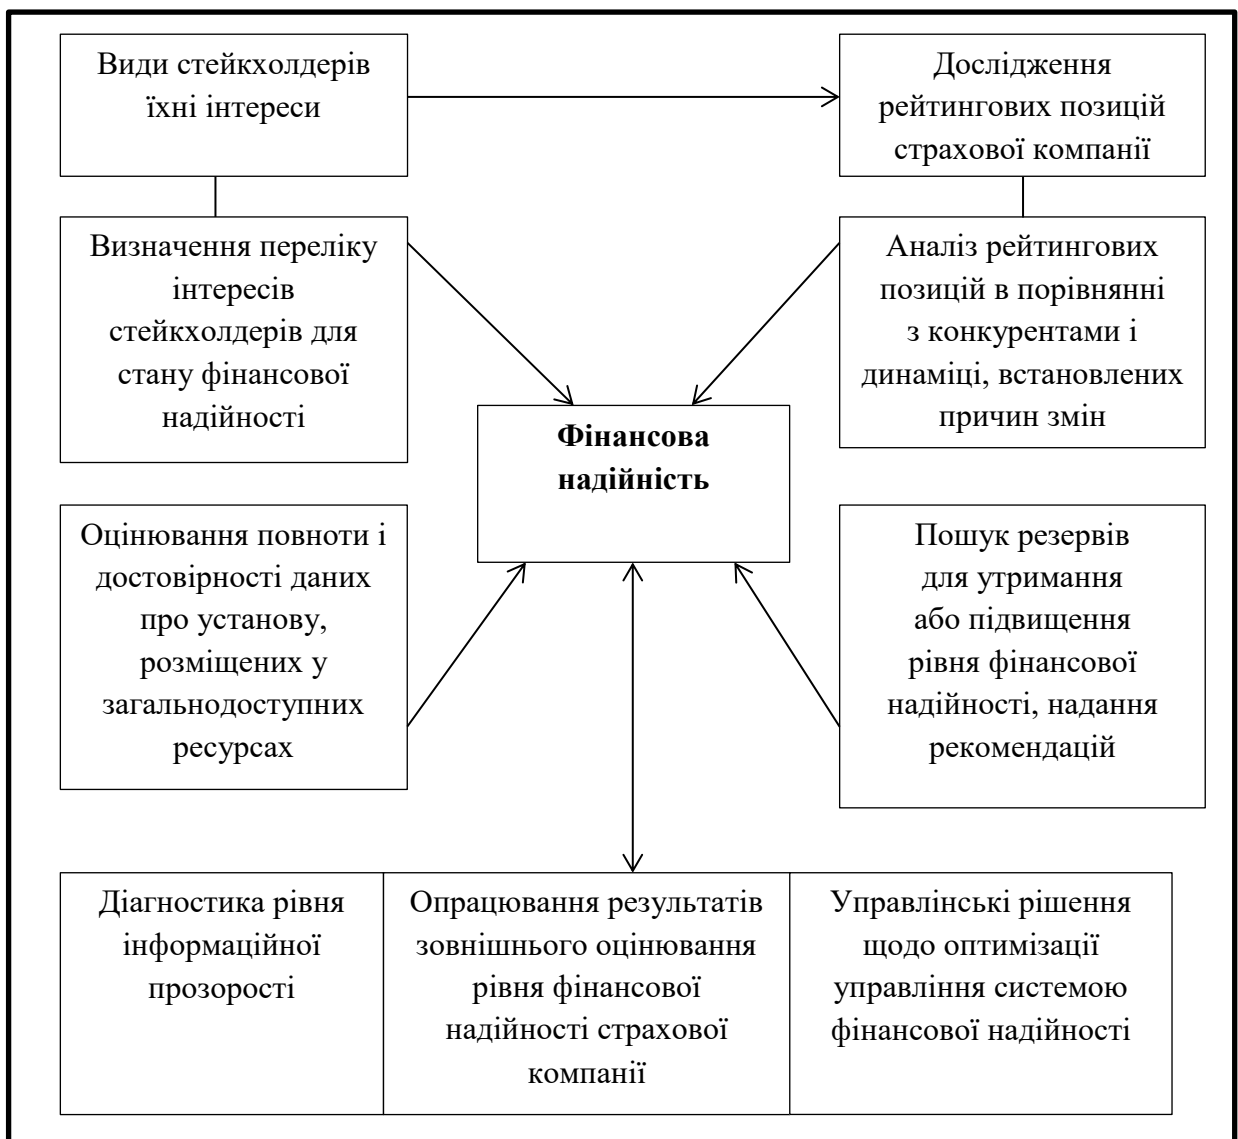 Види стейкхолдерів
їхні інтереси
Дослідження
рейтингових позицій
страхової компанії
Визначення переліку
інтересів
стейкхолдерів для
стану фінансової
надійності
Аналіз рейтингових
позицій в порівнянні
з конкурентами і
динаміці, встановлених
причин змін
Фінансова
надійність
Оцінювання повноти і
достовірності даних
про установу,
розміщених у
загальнодоступних
ресурсах
Пошук резервів
для утримання
або підвищення
рівня фінансової
надійності, надання
рекомендацій
Діагностика рівня
інформаційної
прозорості
Опрацювання результатів
зовнішнього оцінювання
рівня фінансової
надійності страхової
компанії
Управлінські рішення
щодо оптимізації
управління системою
фінансової надійності